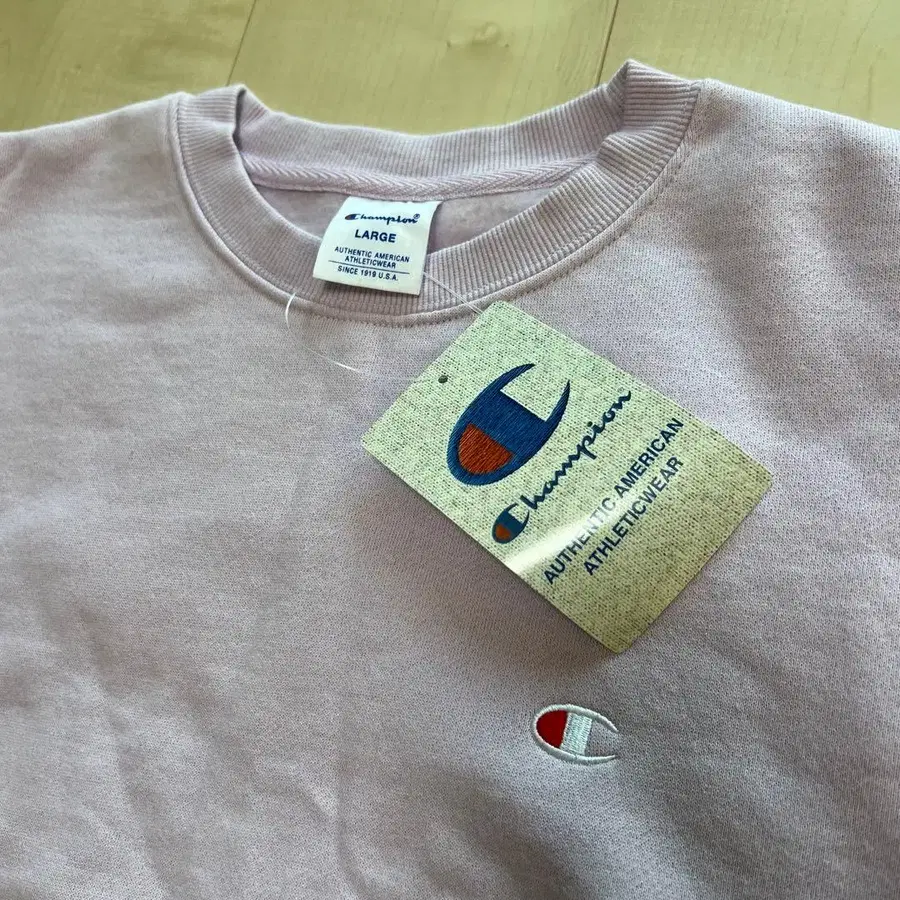 Champion®
LARGE
AUTHENTIC AMERICAN
ATHLETICWEAR
SINCE 1919 U.S.A.
Champion®
AUTHENTIC AMERICAN
ATHLETICWEAR